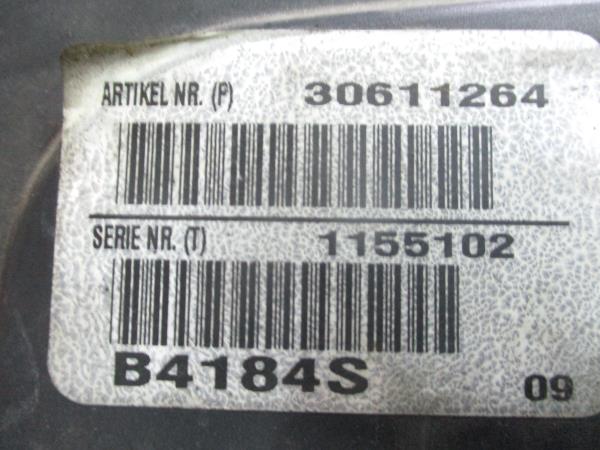 ARTIKEL NR. (P) 30611264
SERIE NR. (T) 1155102
B4184S 09